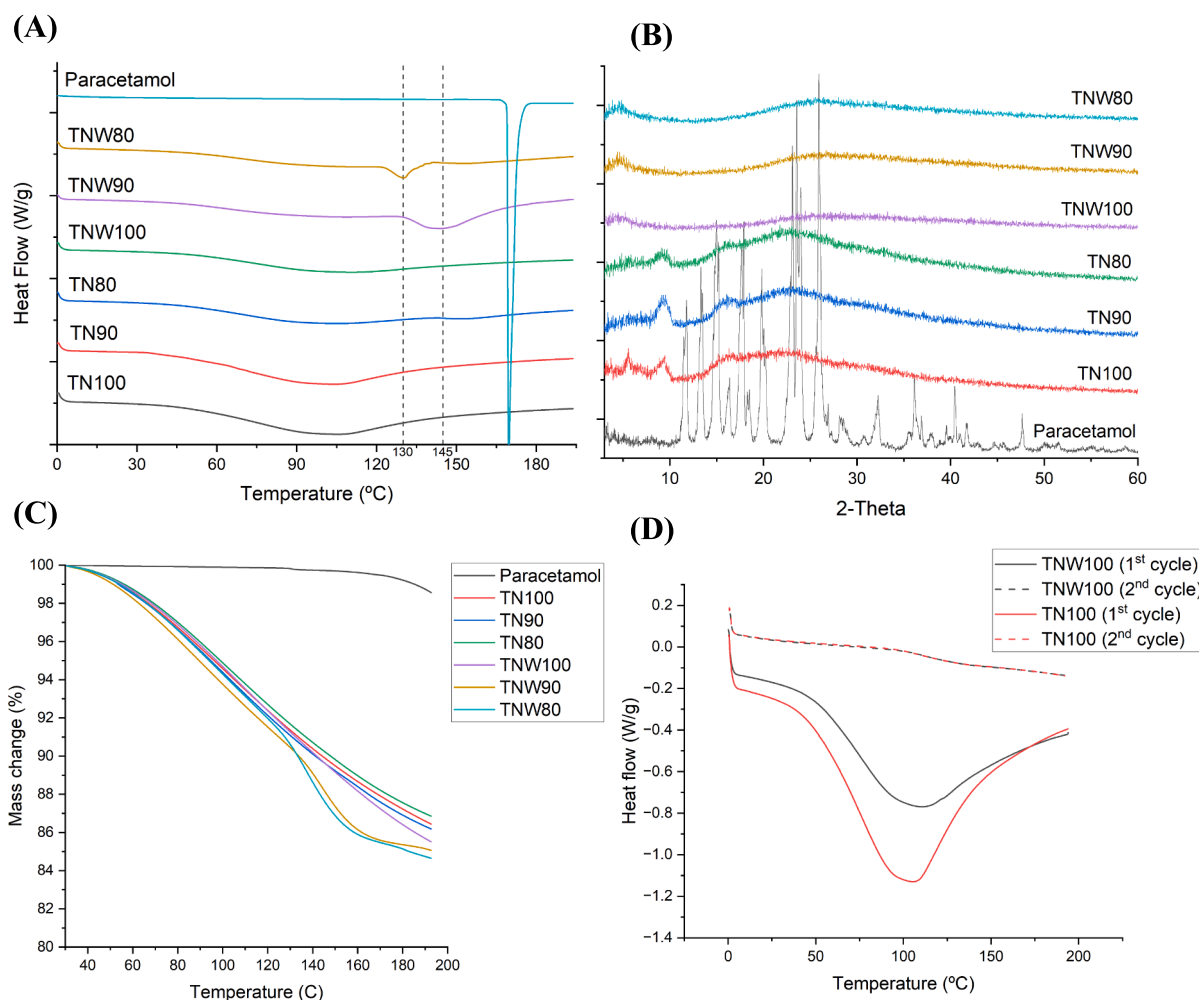 (A)
Paracetamol
TNW80
TNW90
TNW100
TN80
TN90
TN100
Heat Flow (W/g)
0 30 60 90 120 130 145 150 180
Temperature (ºC)
(B)
TNW80
TNW90
TNW100
TN80
TN90
TN100
Paracetamol
10 20 30 40 50 60
2-Theta
(C)
100
98
96
94
92
90
88
86
84
82
80
Mass change (%)
40 60 80 100 120 140 160 180 200
Temperature (C)
Paracetamol
TN100
TN90
TN80
TNW100
TNW90
TNW80
(D)
TNW100 (1st cycle)
TNW100 (2nd cycle)
TN100 (1st cycle)
TN100 (2nd cycle)
0.2
0.0
−0.2
−0.4
−0.6
−0.8
−1.0
−1.2
−1.4
Heat flow (W/g)
0 50 100 150 200
Temperature (ºC)